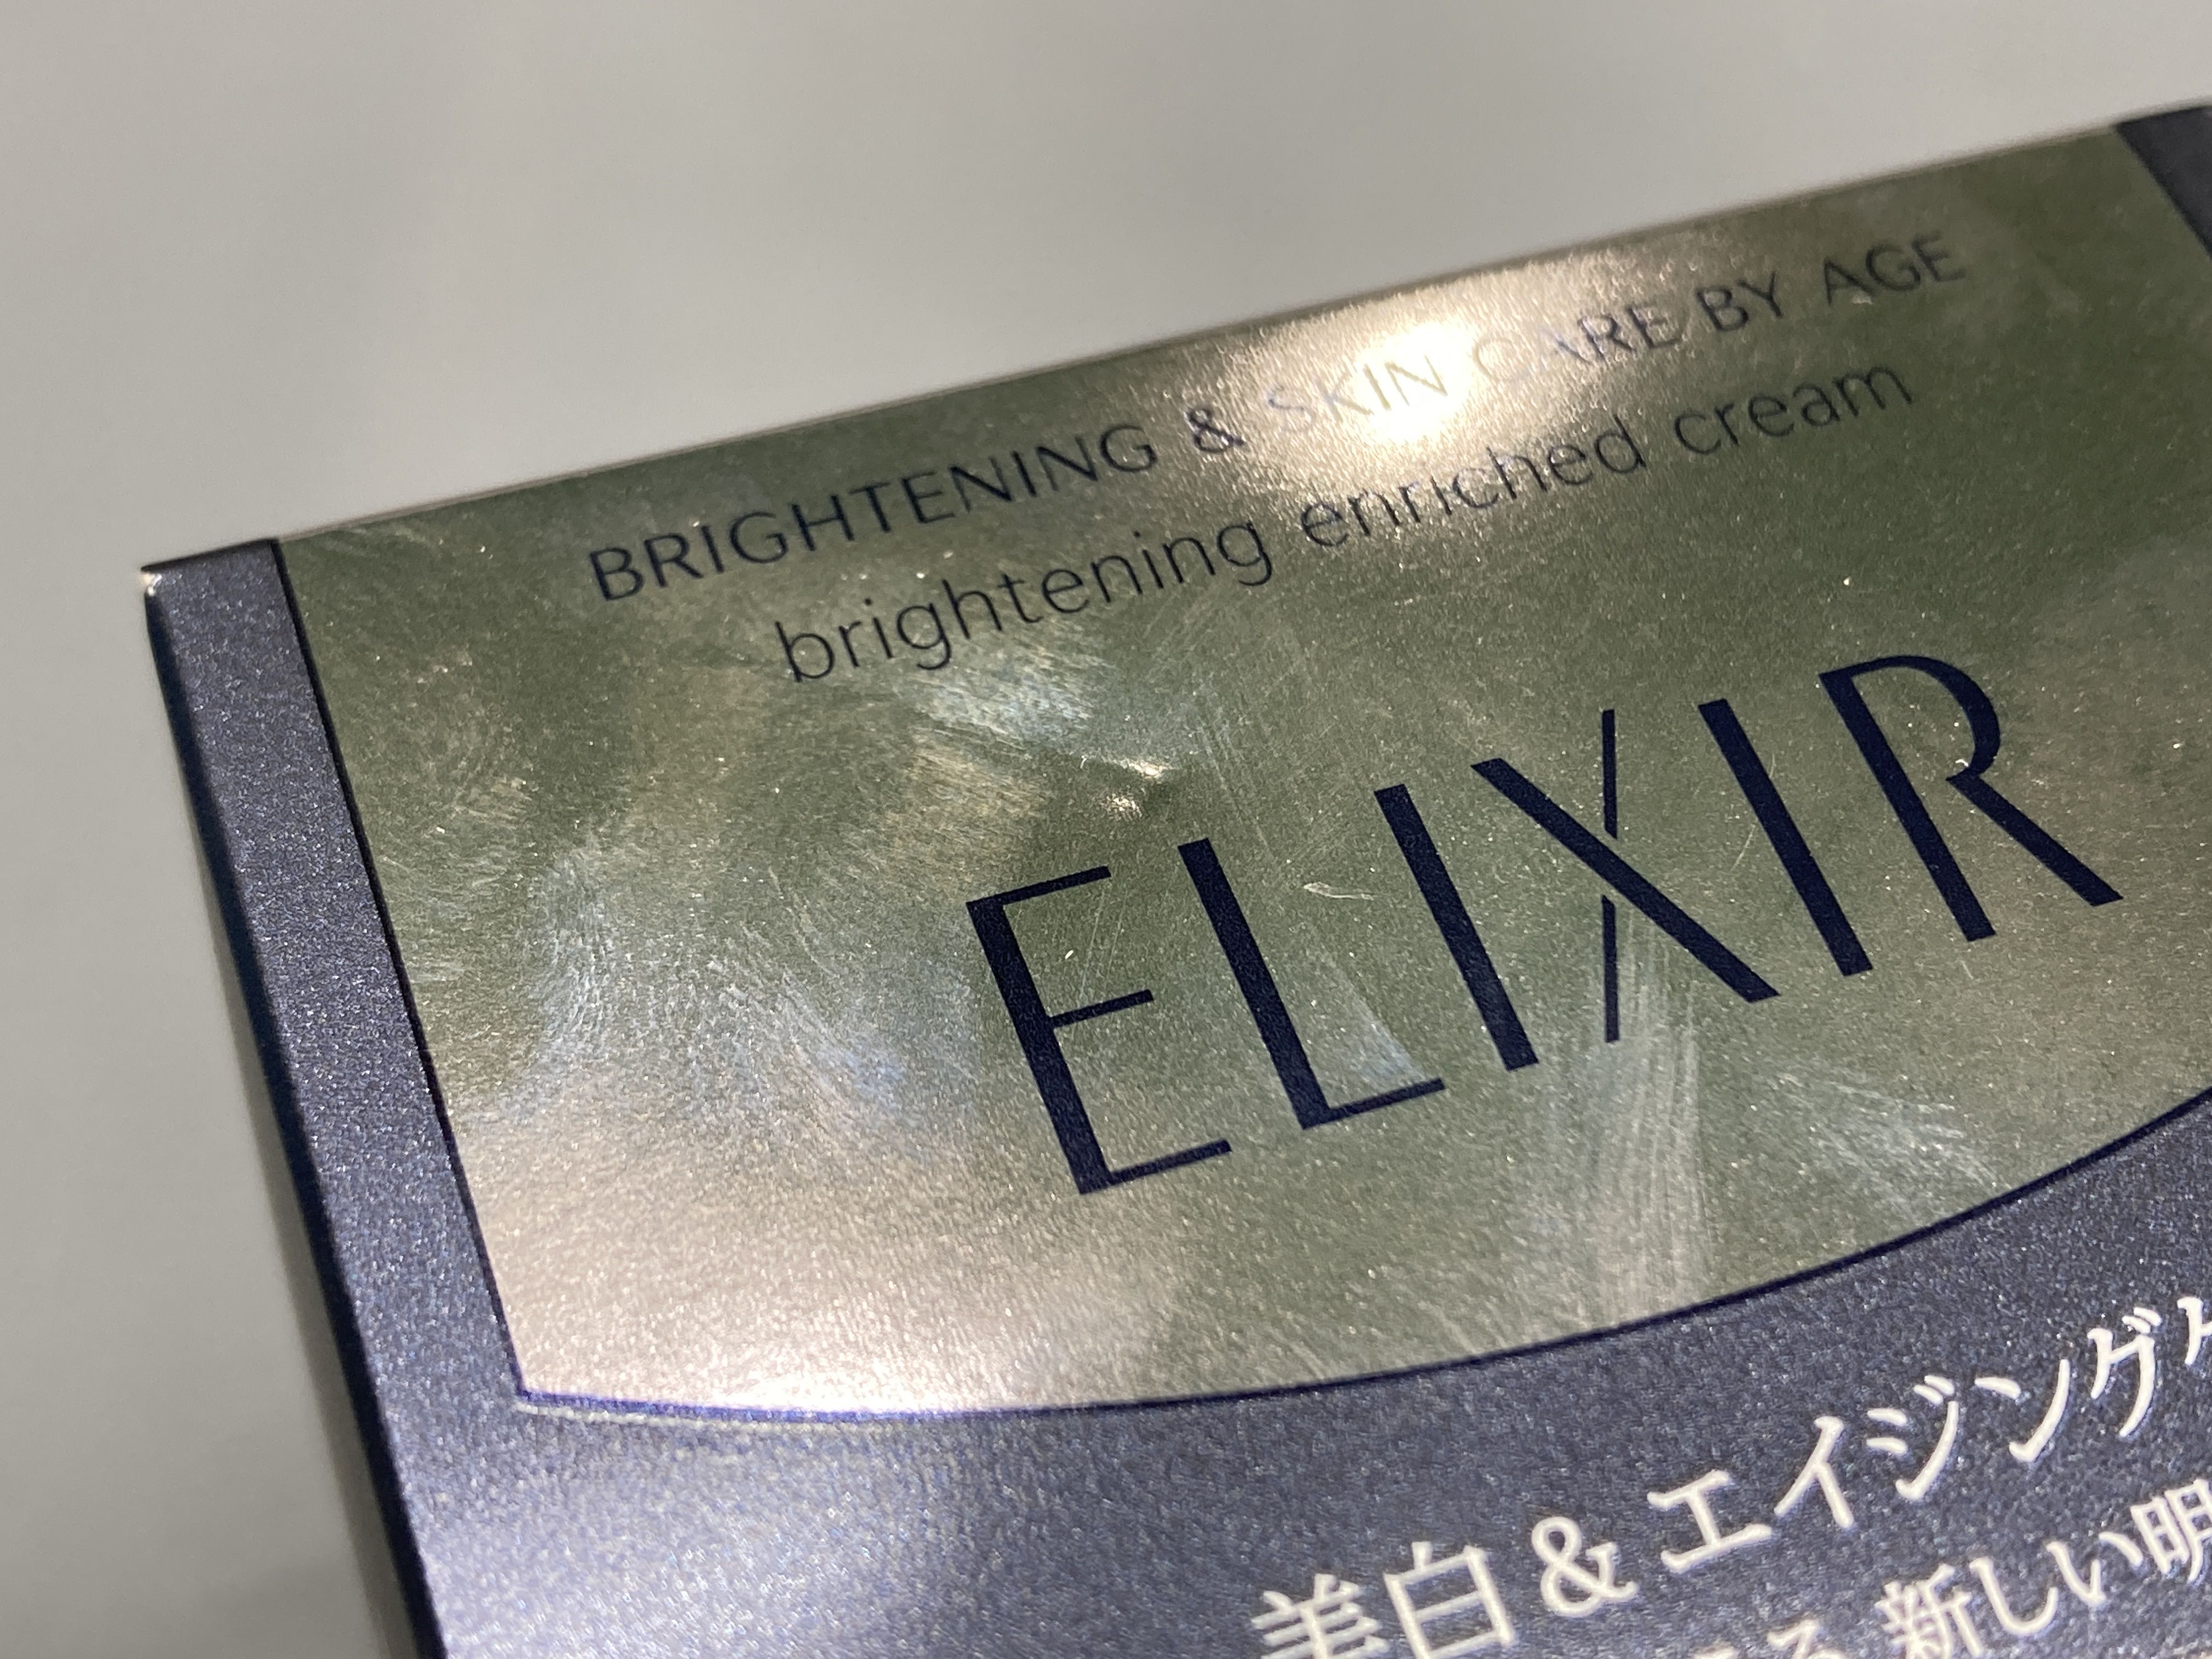 BRIGHTENING & SKIN CARE BY AGE
brightening enriched cream
ELIXIR
美白&エイジング
新しい明